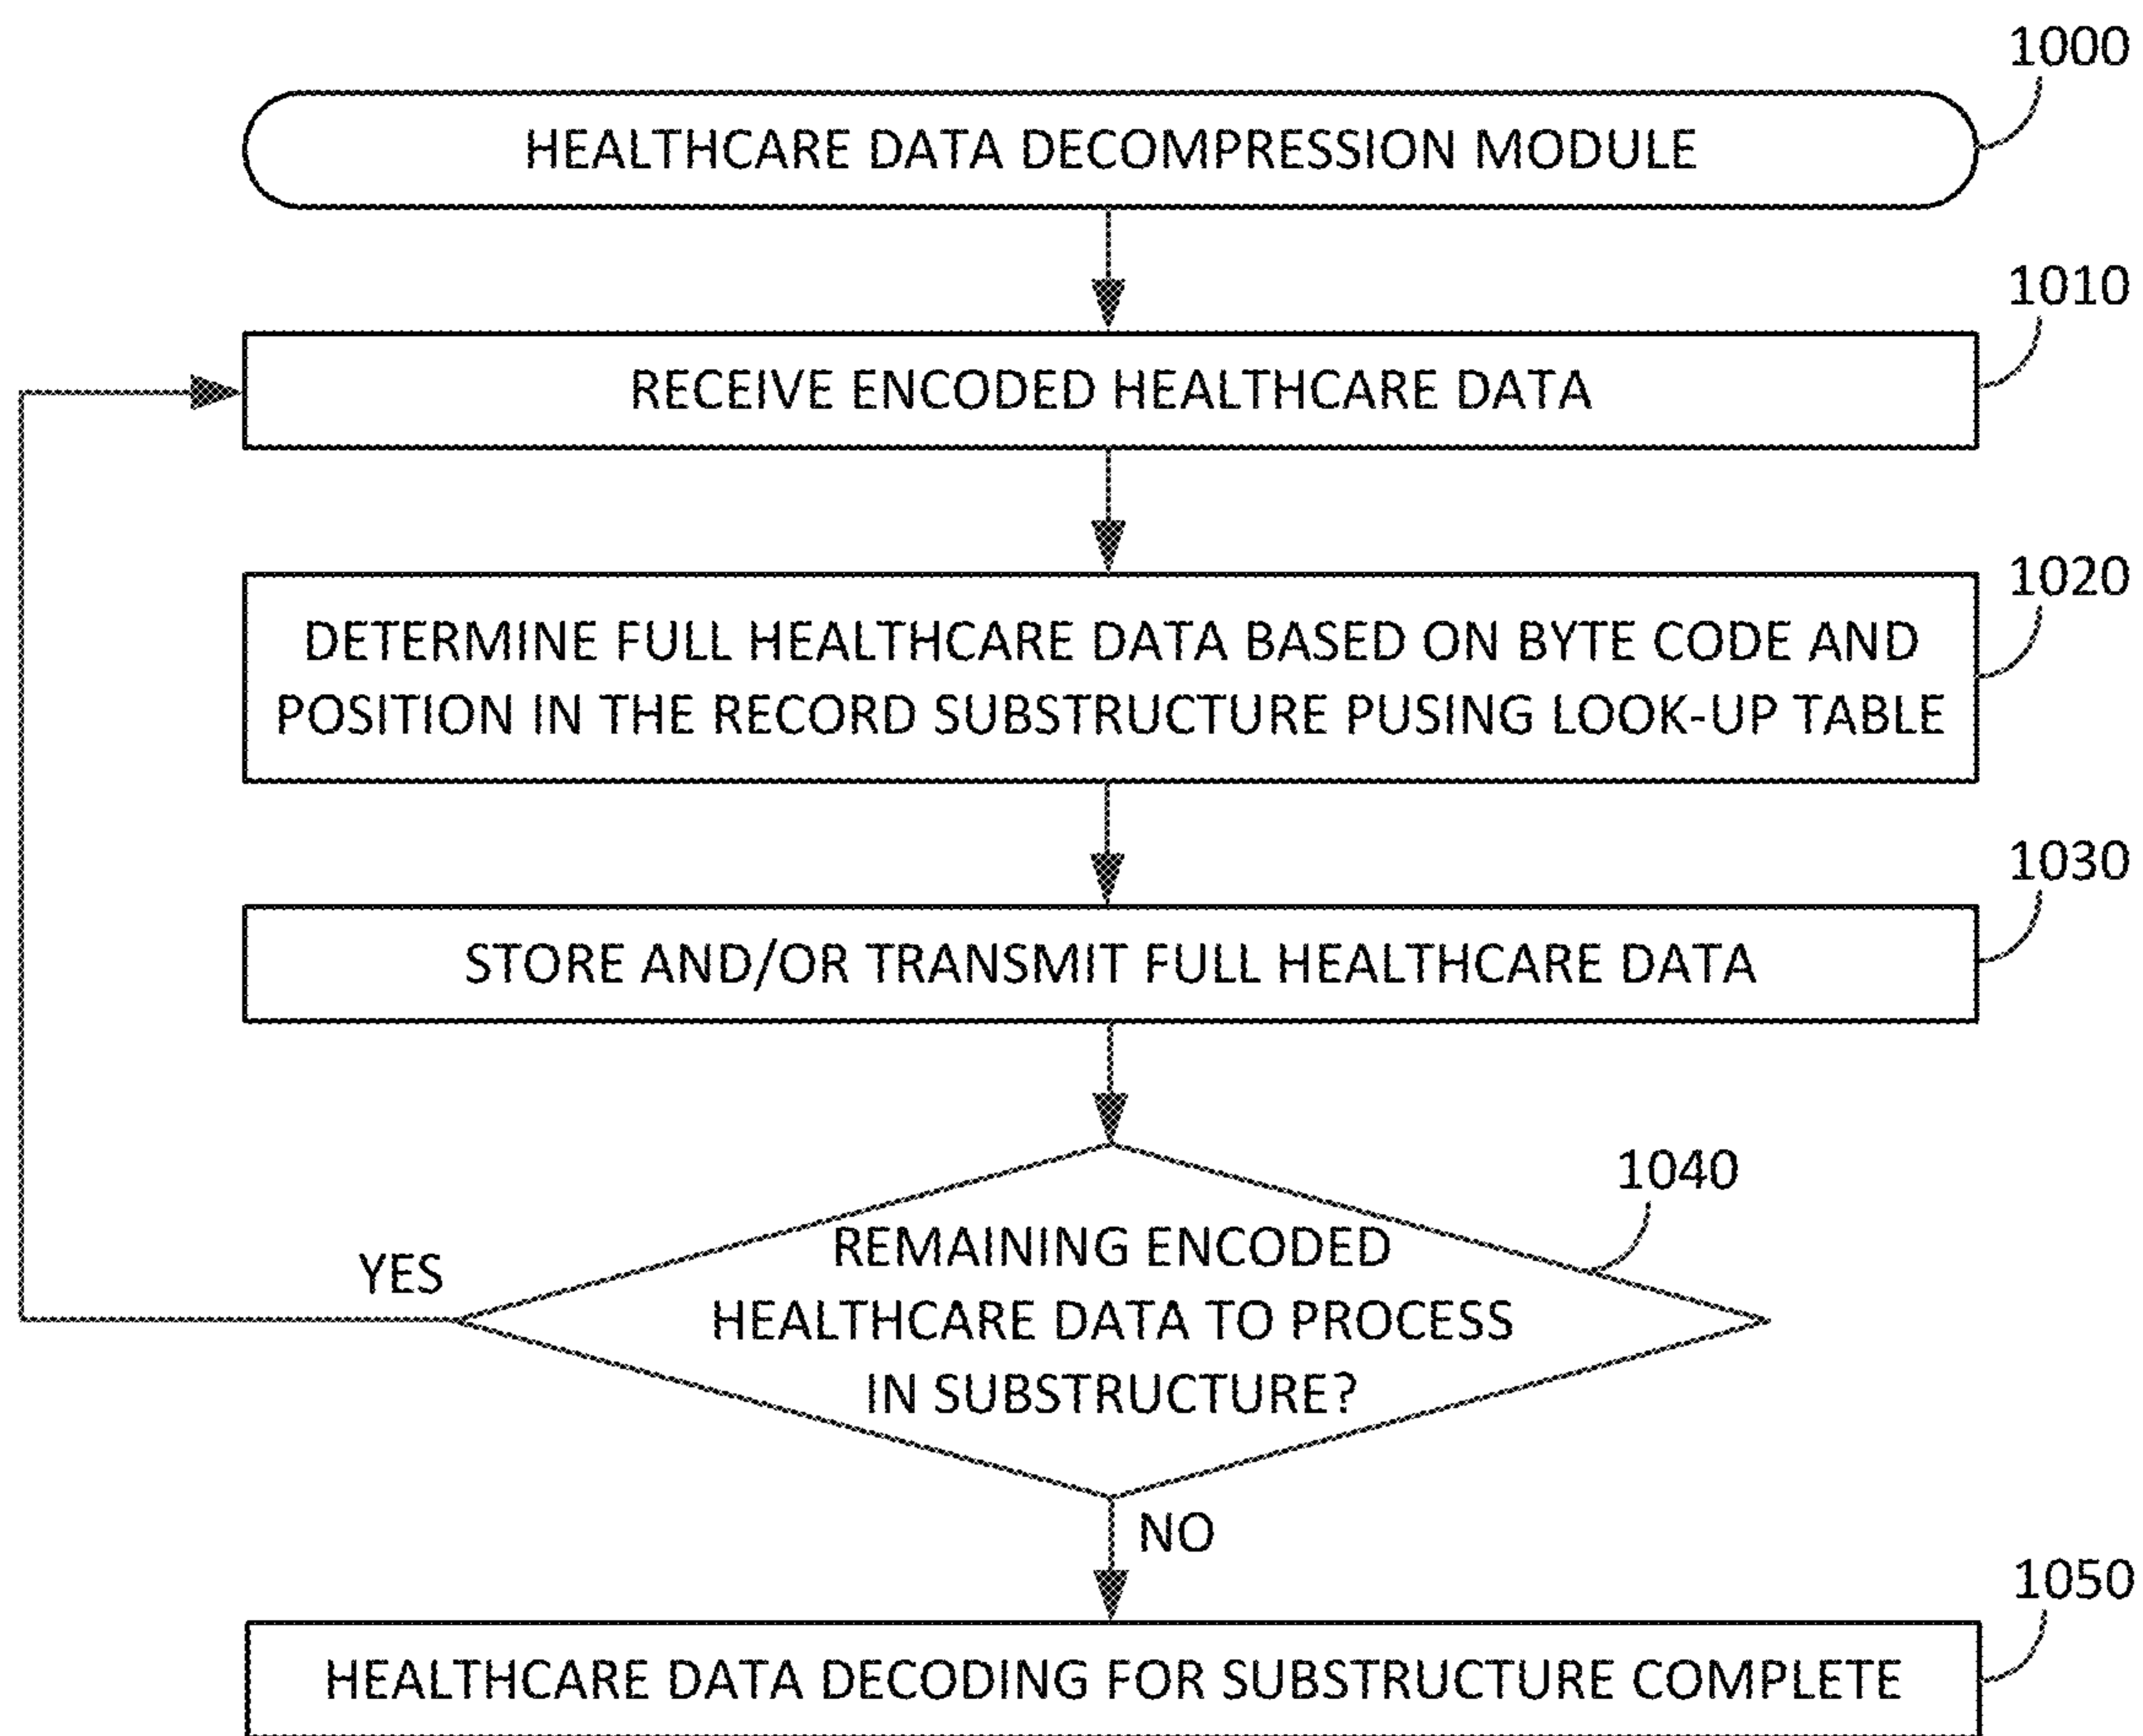 1000
HEALTHCARE DATA DECOMPRESSION MODULE
1010
RECEIVE ENCODED HEALTHCARE DATA
1020
DETERMINE FULL HEALTHCARE DATA BASED ON BYTE CODE AND
POSITION IN THE RECORD SUBSTRUCTURE PUSING LOOK-UP TABLE
1030
STORE AND/OR TRANSMIT FULL HEALTHCARE DATA
1040
REMAINING ENCODED
HEALTHCARE DATA TO PROCESS
IN SUBSTRUCTURE?
YES
NO
1050
HEALTHCARE DATA DECODING FOR SUBSTRUCTURE COMPLETE